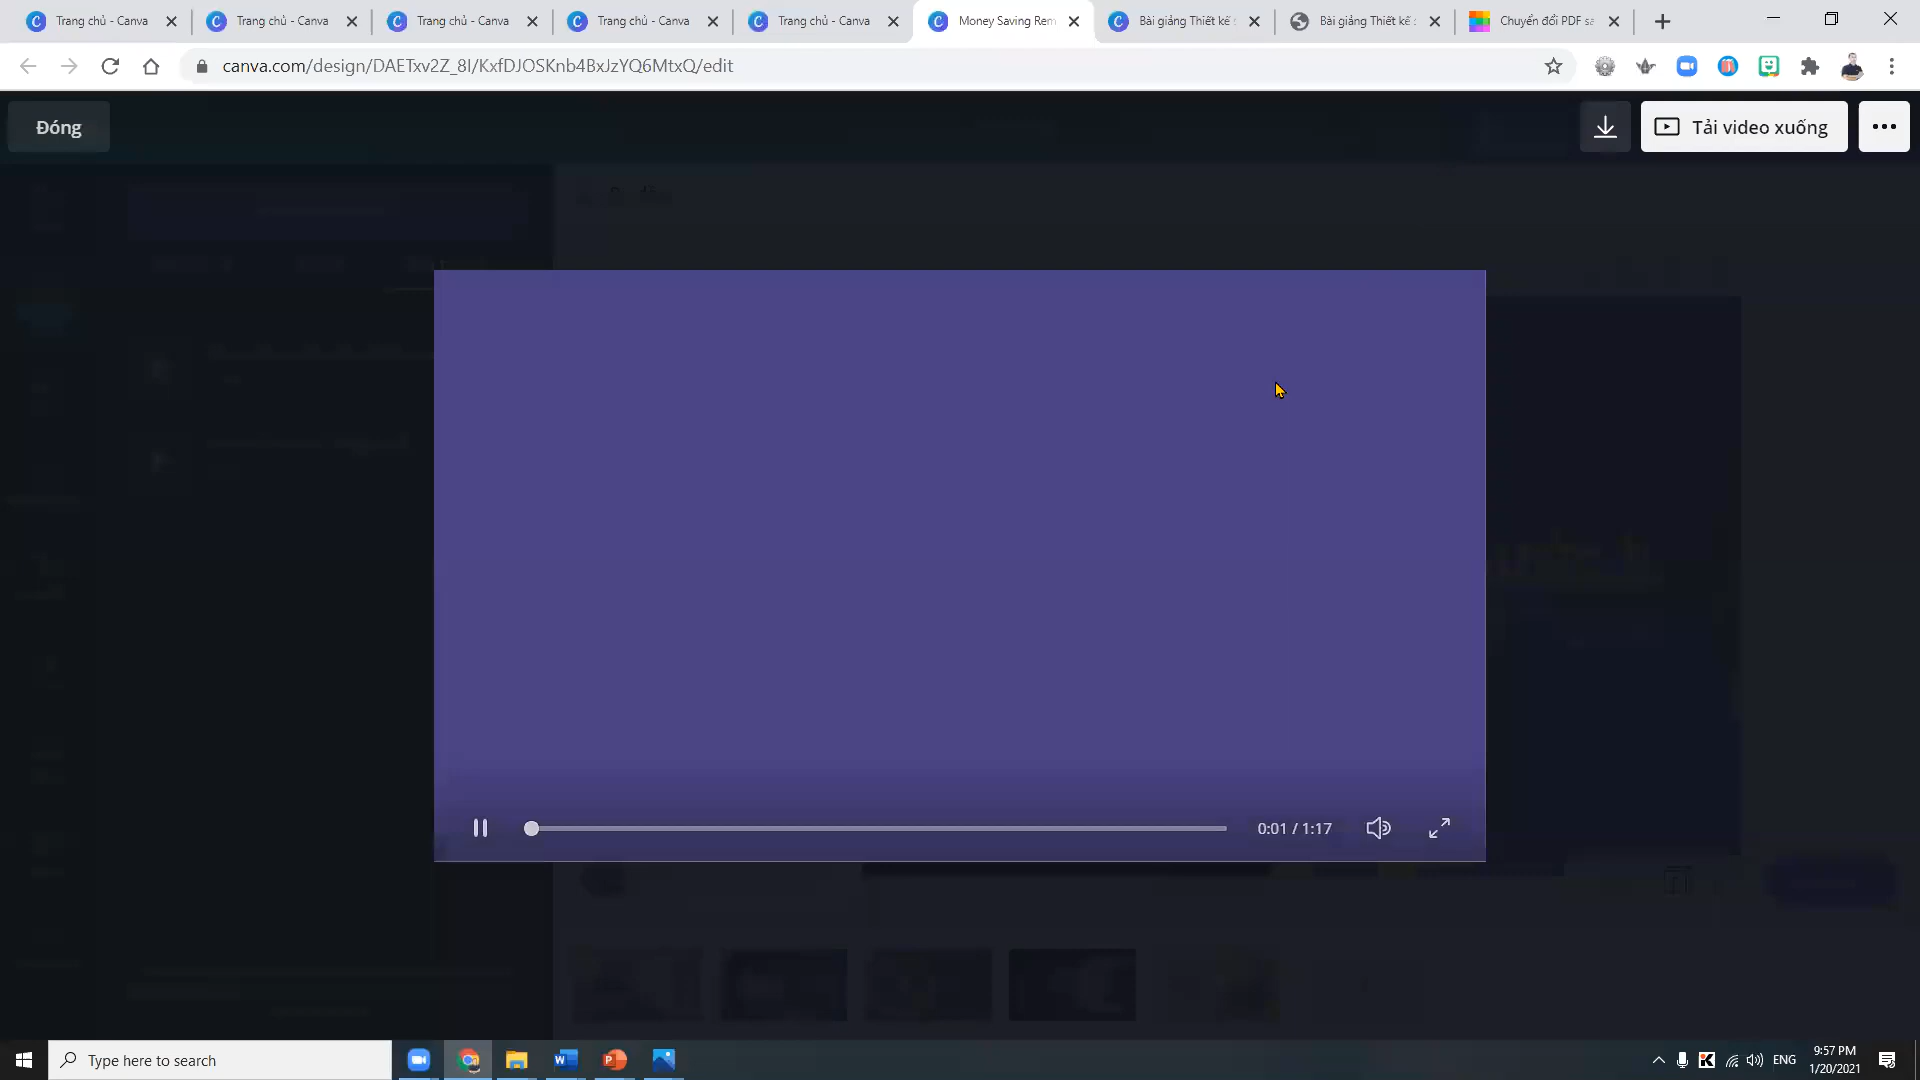 Trang chủ - Canva
Trang chủ - Canva
Trang chủ - Canva
Trang chủ - Canva
Trang chủ - Canva
Money Saving Rem
Bài giảng Thiết kế s
Bài giảng Thiết kế s
Chuyển đổi PDF sa
canva.com/design/DAETxv2Z_8I/KxfDJOSKnb4BxJzYQ6MtxQ/edit
Đóng
Tải video xuống
0:01 / 1:17
Type here to search
ENG
9:57 PM
1/20/2021